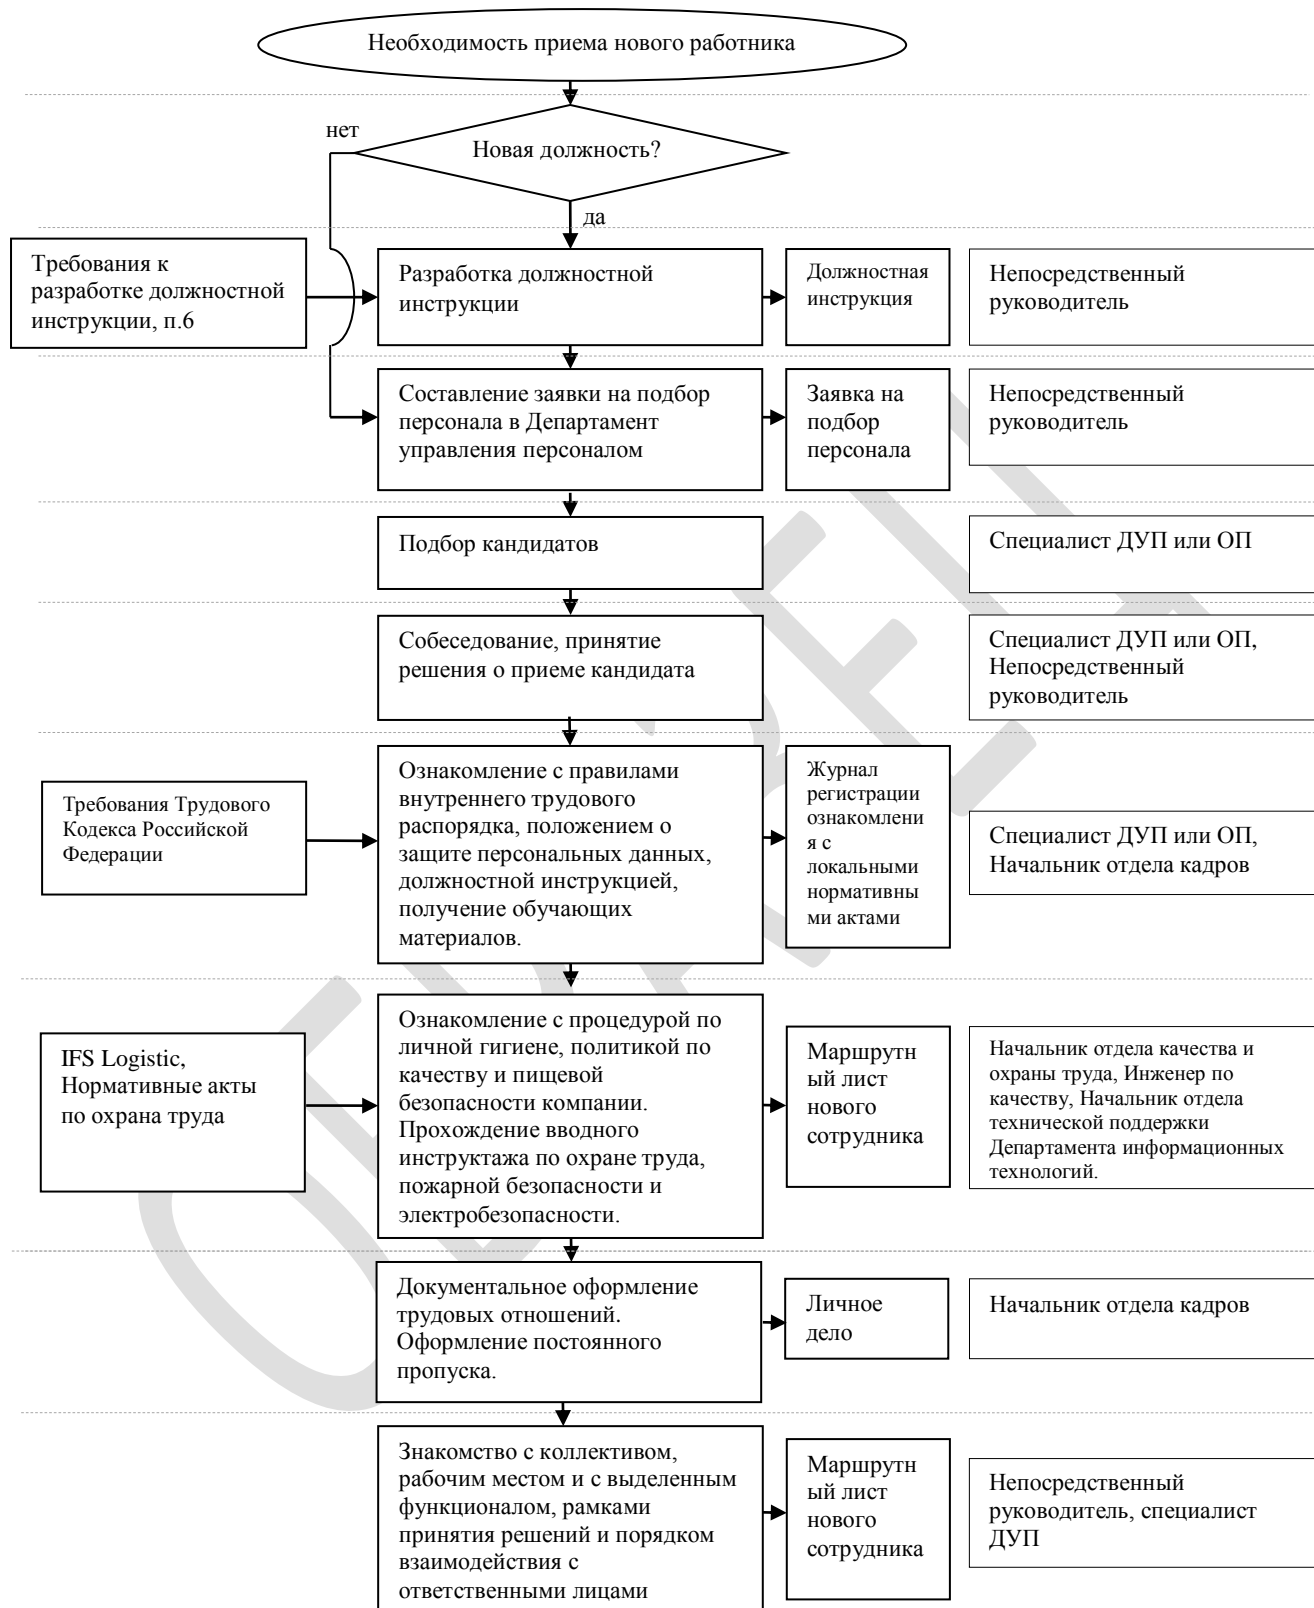 Необходимость приема нового работника
нет
Новая должность?
да
Требования к
разработке должностной
инструкции, п.6
Разработка должностной
инструкции
Должностная
инструкция
Непосредственный
руководитель
Составление заявки на подбор
персонала в Департамент
управления персоналом
Заявка на
подбор
персонала
Непосредственный
руководитель
Подбор кандидатов
Специалист ДУП или ОП
Собеседование, принятие
решения о приеме кандидата
Специалист ДУП или ОП,
Непосредственный
руководитель
Требования Трудового
Кодекса Российской
Федерации
Ознакомление с правилами
внутреннего трудового
распорядка, положением о
защите персональных данных,
должностной инструкцией,
получение обучающих
материалов.
Журнал
регистрации
ознакомлени
я с
локальными
нормативны
ми актами
Специалист ДУП или ОП,
Начальник отдела кадров
IFS Logistic,
Нормативные акты
по охрана труда
Ознакомление с процедурой по
личной гигиене, политикой по
качеству и пищевой
безопасности компании.
Прохождение вводного
инструктажа по охране труда,
пожарной безопасности и
электробезопасности.
Маршрутн
ый лист
нового
сотрудника
Начальник отдела качества и
охраны труда, Инженер по
качеству, Начальник отдела
технической поддержки
Департамента информационных
технологий.
Документальное оформление
трудовых отношений.
Оформление постоянного
пропуска.
Личное
дело
Начальник отдела кадров
Знакомство с коллективом,
рабочим местом и с выделенным
функционалом, рамками
принятия решений и порядком
взаимодействия с
ответственными лицами
Маршрутн
ый лист
нового
сотрудника
Непосредственный
руководитель, специалист
ДУП